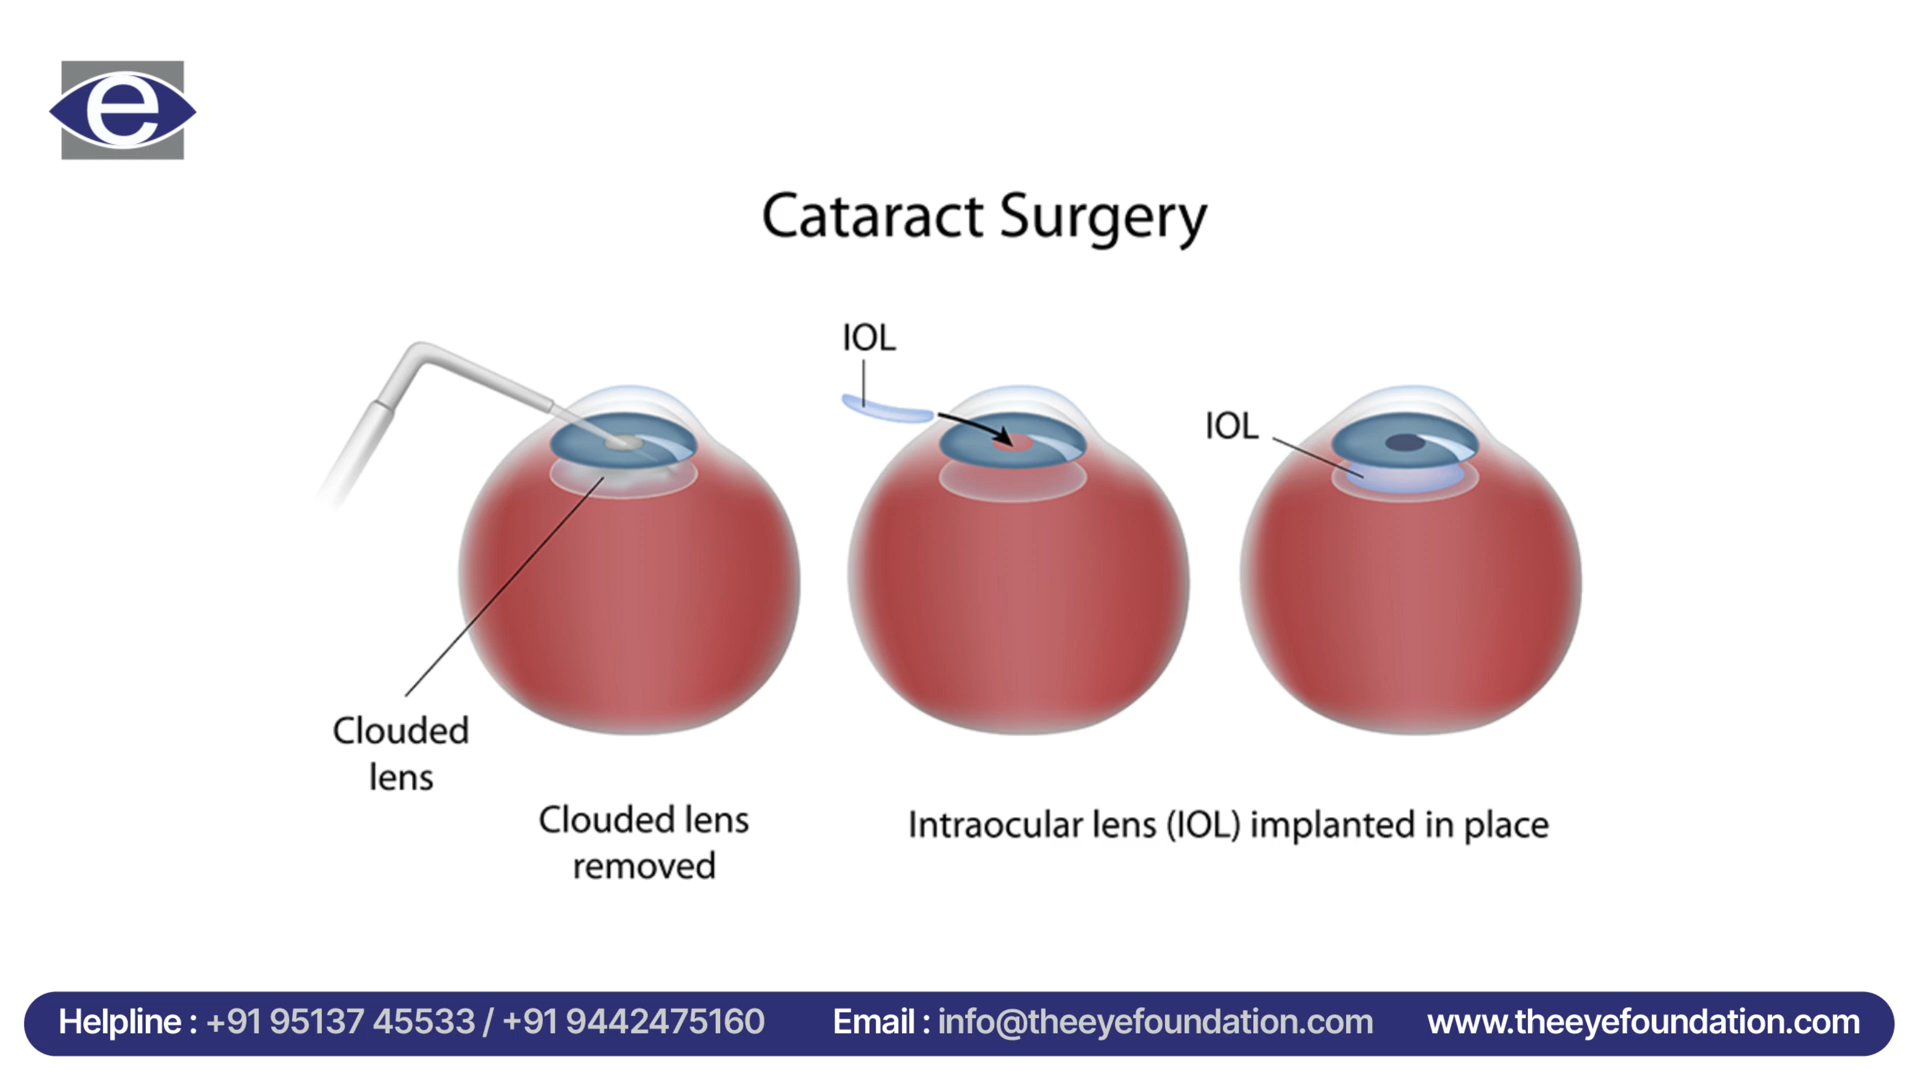 e
Cataract Surgery
IOL
IOL
Clouded
lens
Clouded lens
removed
Intraocular lens (IOL) implanted in place
Helpline : +91 95137 45533 / +91 9442475160 Email : info@theeyefoundation.com www.theeyefoundation.com